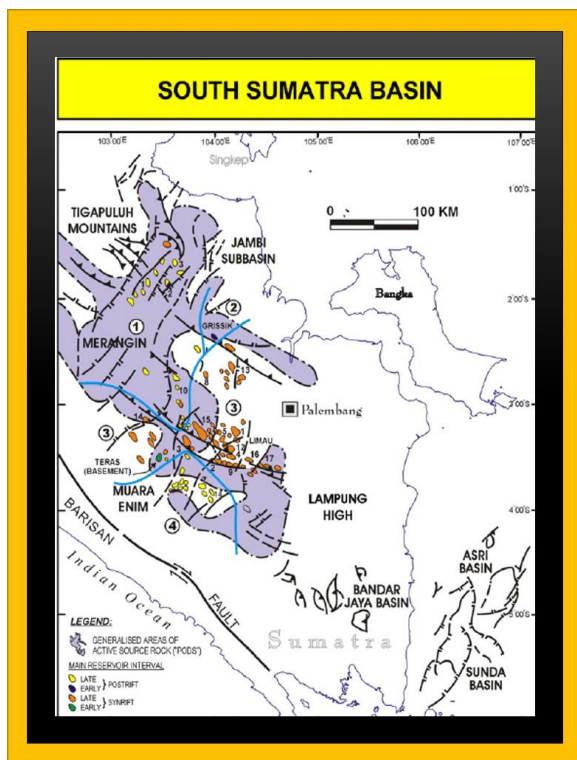 SOUTH SUMATRA BASIN
103'00'E
104'00'E
105'00'E
106'00'E
107'00'E
Singkep
1'00'S
0 100 KM
TIGAPULUH
MOUNTAINS
JAMBI
SUBBASIN
Bangka
2'00'S
2
GRISSIK
1
MERANGIN
8
13
10
3'00'S
3
Palembang
14
15
3
LIMAU
16
17
2
9
TERAS
(BASEMENT)
3
MUARA
ENIM
4
LAMPUNG
HIGH
4'00'S
BARISAN
FAULT
ASRI
BASIN
BANDAR
JAYA BASIN
5'00'S
Indian Ocean
Sumatra
SUNDA
BASIN
LEGEND:
GENERALISED AREAS OF
ACTIVE SOURCE ROCK ("PODS")
MAIN RESERVOIR INTERVAL
LATE
EARLY } POSTRIFT
LATE
EARLY } SYNRIFT